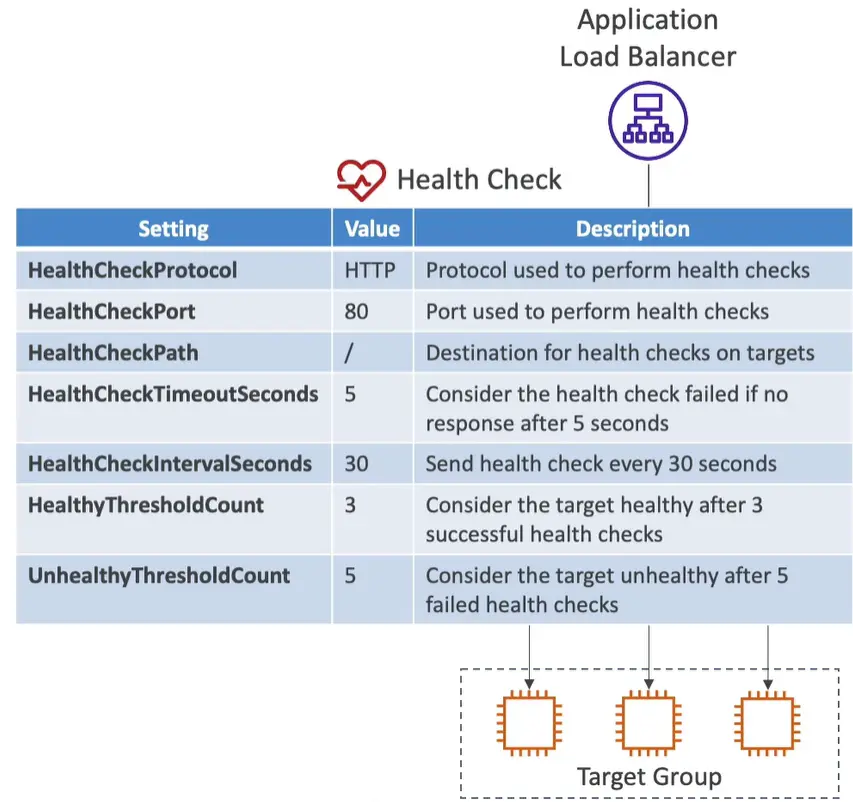 Application
Load Balancer
Health Check
Setting Value Description
HealthCheckProtocol HTTP Protocol used to perform health checks
HealthCheckPort 80 Port used to perform health checks
HealthCheckPath / Destination for health checks on targets
HealthCheckTimeoutSeconds 5 Consider the health check failed if no
response after 5 seconds
HealthCheckIntervalSeconds 30 Send health check every 30 seconds
HealthyThresholdCount 3 Consider the target healthy after 3
successful health checks
UnhealthyThresholdCount 5 Consider the target unhealthy after 5
failed health checks
Target Group